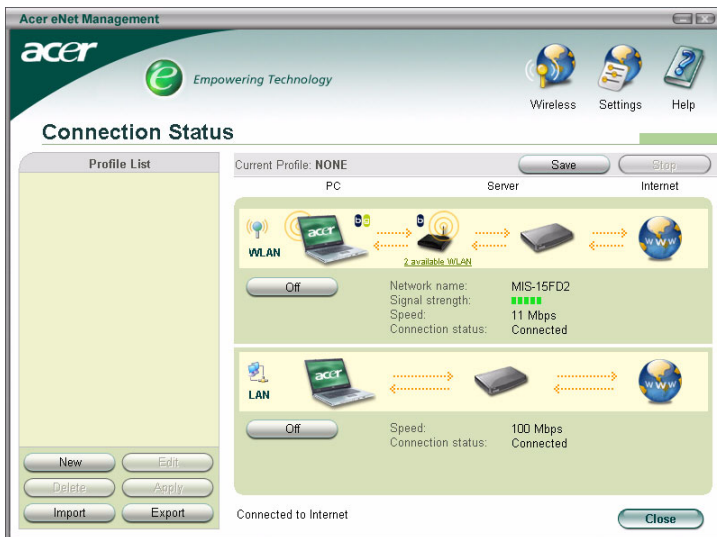 Acer eNet Management
acer
e Empowering Technology
Wireless Settings Help
Connection Status
Profile List
Current Profile: NONE
Save
Stop
PC Server Internet
WLAN
acer
b g
b
2 available WLAN
www
Off
Network name: MIS-15FD2
Signal strength:
Speed: 11 Mbps
Connection status: Connected
LAN
acer
www
Off
Speed: 100 Mbps
Connection status: Connected
New Edit
Delete Apply
Import Export
Connected to Internet
Close